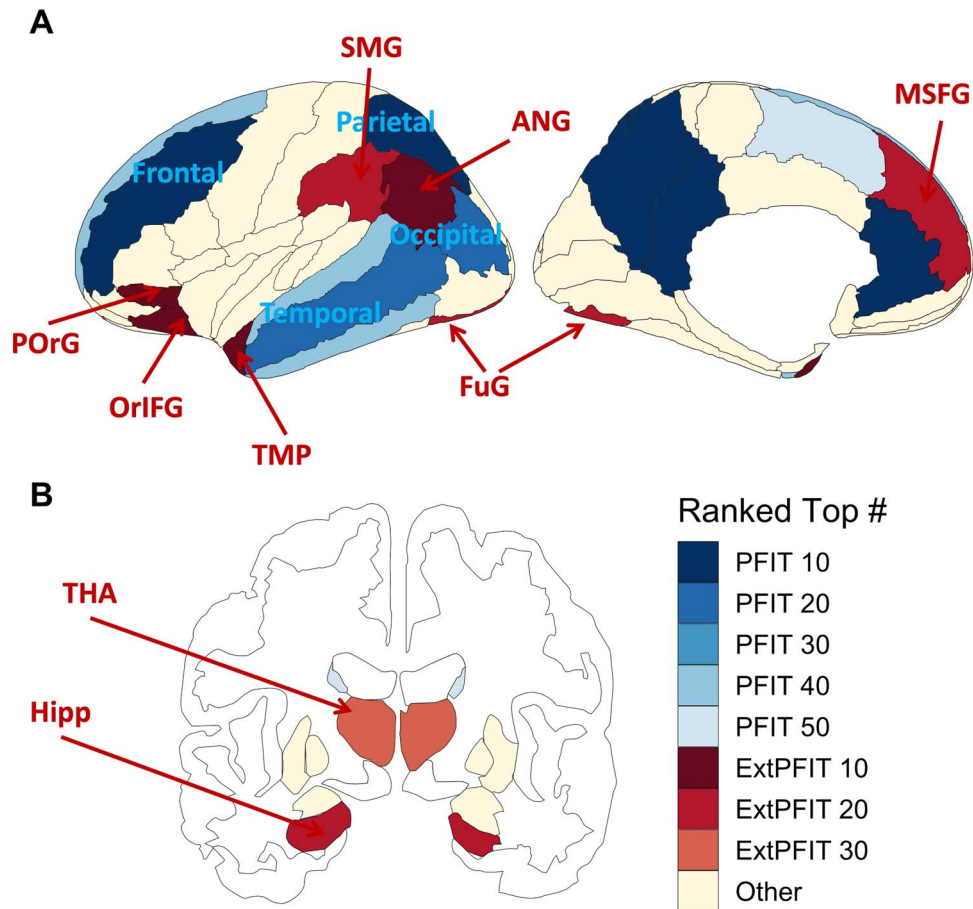 A
SMG
MSFG
Parietal
ANG
Frontal
Occipital
Temporal
POrG
FuG
OrIFG
TMP
B
Ranked Top #
PFIT 10
THA
PFIT 20
PFIT 30
PFIT 40
Hipp
PFIT 50
ExtPFIT 10
ExtPFIT 20
ExtPFIT 30
Other